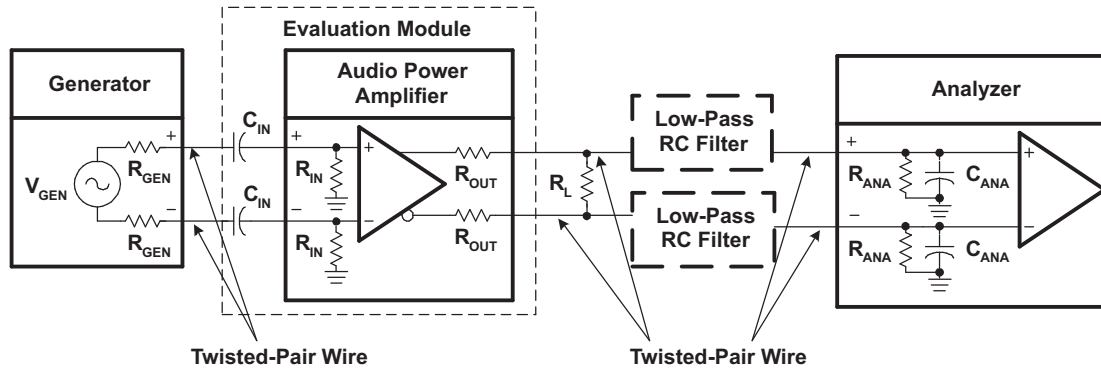 Evaluation Module
Generator
Audio Power
Amplifier
Analyzer
Low-Pass
RC Filter
Low-Pass
RC Filter
V_GEN
R_GEN
R_GEN
+
−
C_IN
C_IN
+
−
R_IN
R_IN
+
−
R_OUT
R_OUT
R_L
+
−
R_ANA
C_ANA
R_ANA
C_ANA
+
−
Twisted-Pair Wire
Twisted-Pair Wire